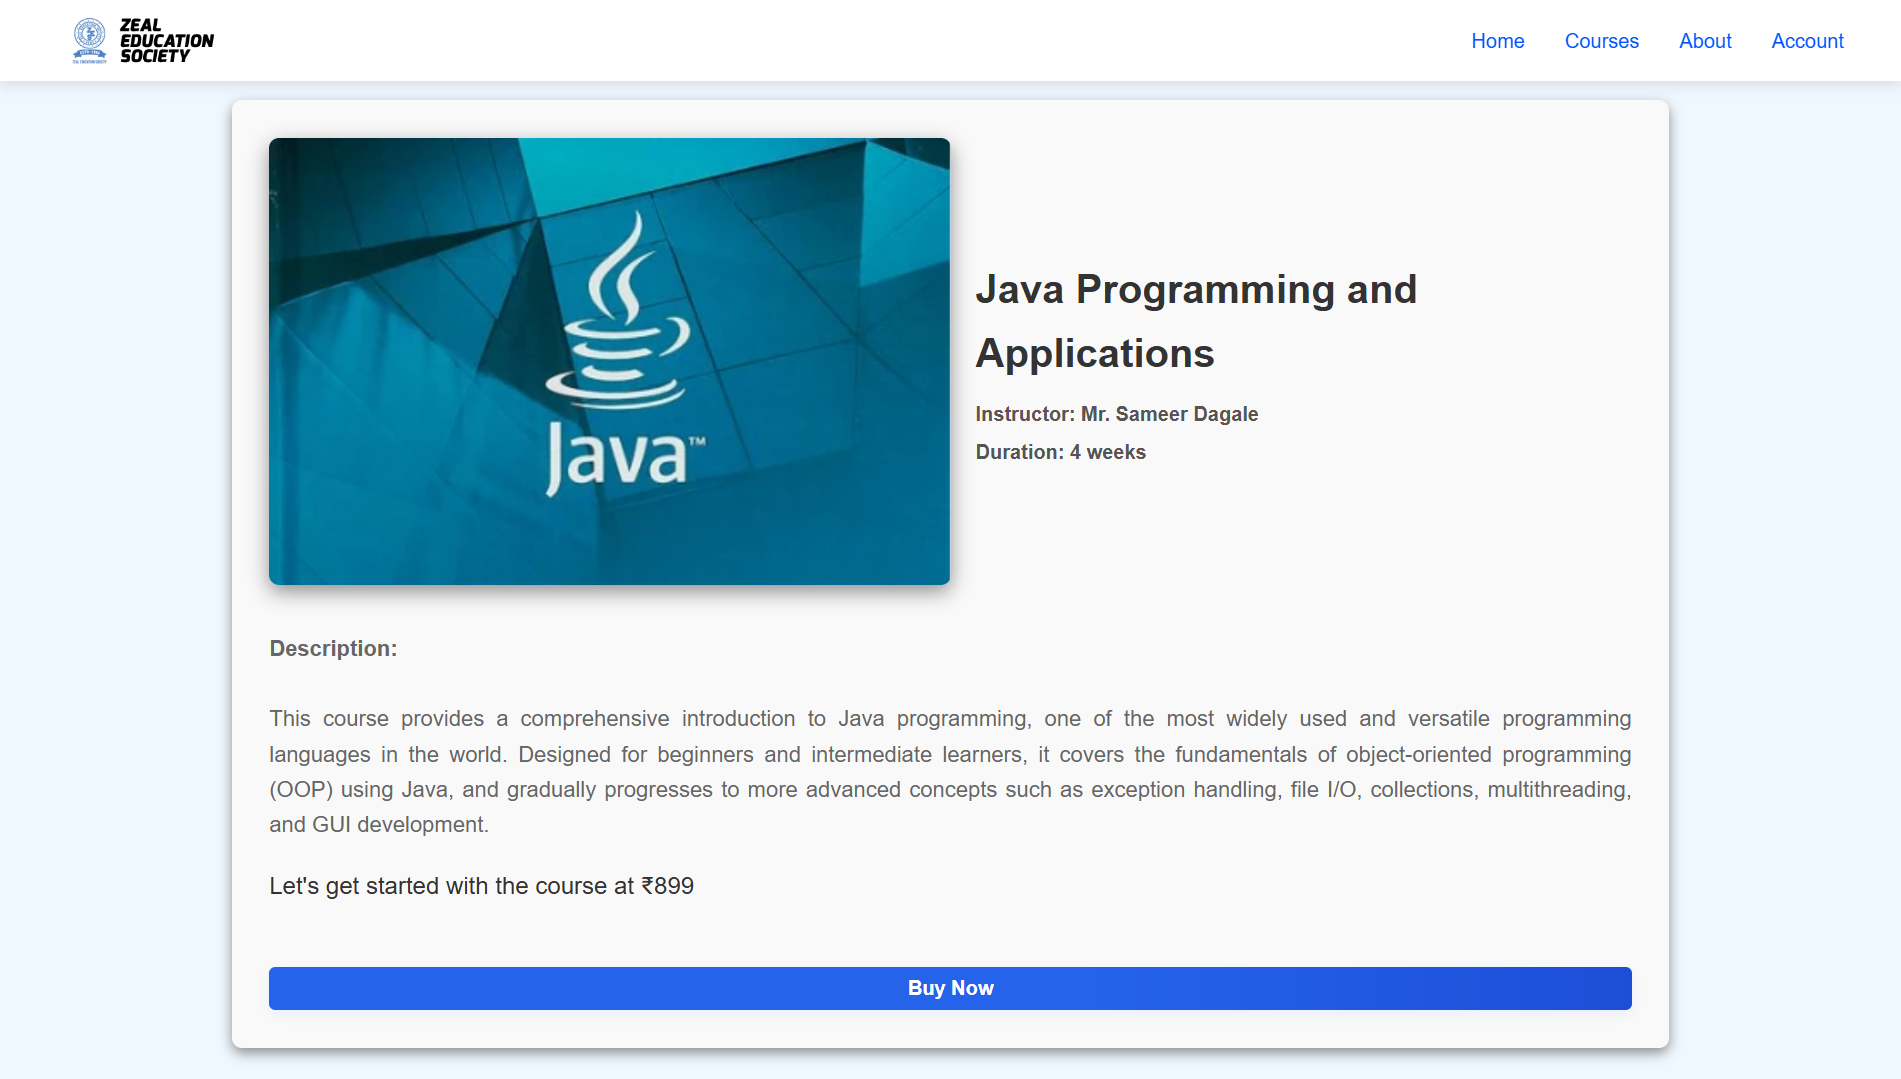 ZEAL
EDUCATION
SOCIETY
Home
Courses
About
Account
Java™
Java Programming and
Applications
Instructor: Mr. Sameer Dagale
Duration: 4 weeks
Description:
This course provides a comprehensive introduction to Java programming, one of the most widely used and versatile programming
languages in the world. Designed for beginners and intermediate learners, it covers the fundamentals of object-oriented programming
(OOP) using Java, and gradually progresses to more advanced concepts such as exception handling, file I/O, collections, multithreading,
and GUI development.
Let's get started with the course at ₹899
Buy Now